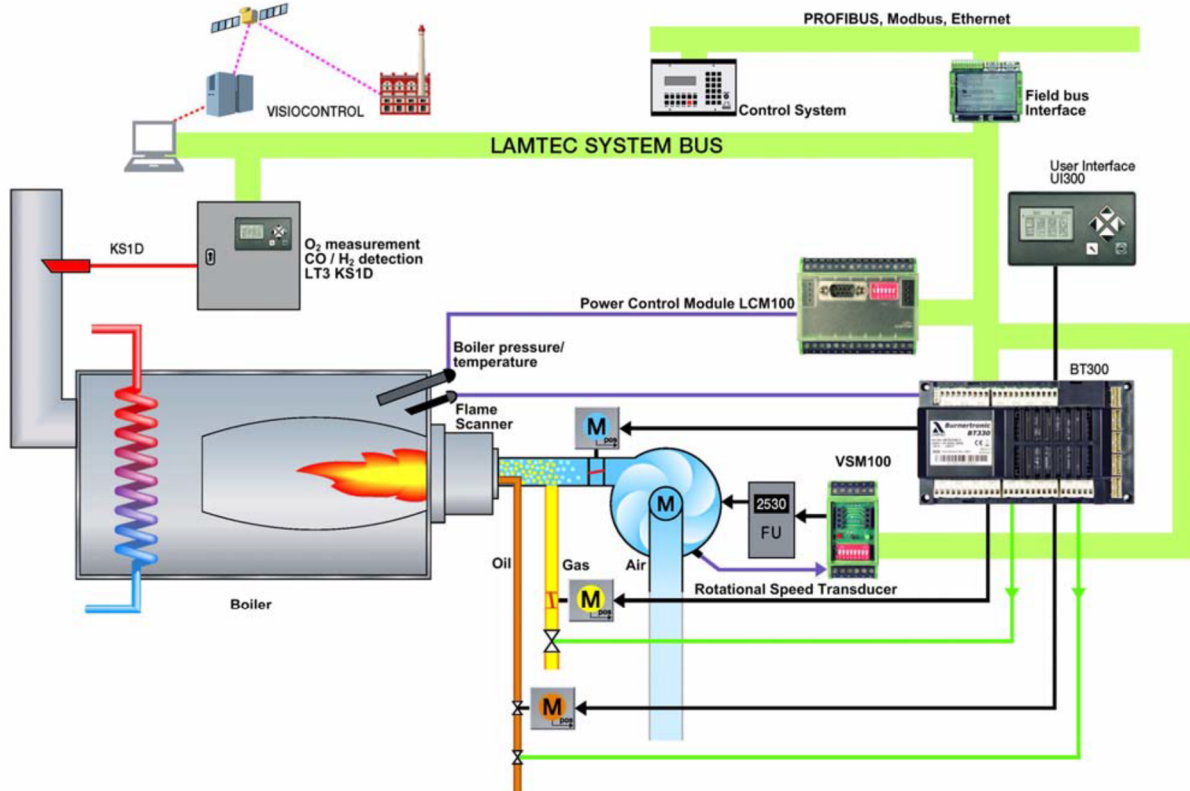 PROFIBUS, Modbus, Ethernet
VISIOCONTROL
Control System
Field bus
Interface
LAMTEC SYSTEM BUS
User Interface
UI300
KS1D
O₂ measurement
CO / H₂ detection
LT3 KS1D
Power Control Module LCM100
Boiler pressure/
temperature
BT300
Flame
Scanner
M
pos
Burnertronic
BT330
VSM100
M
2530
FU
Oil
Gas
Air
Rotational Speed Transducer
Boiler
M
pos
M
pos